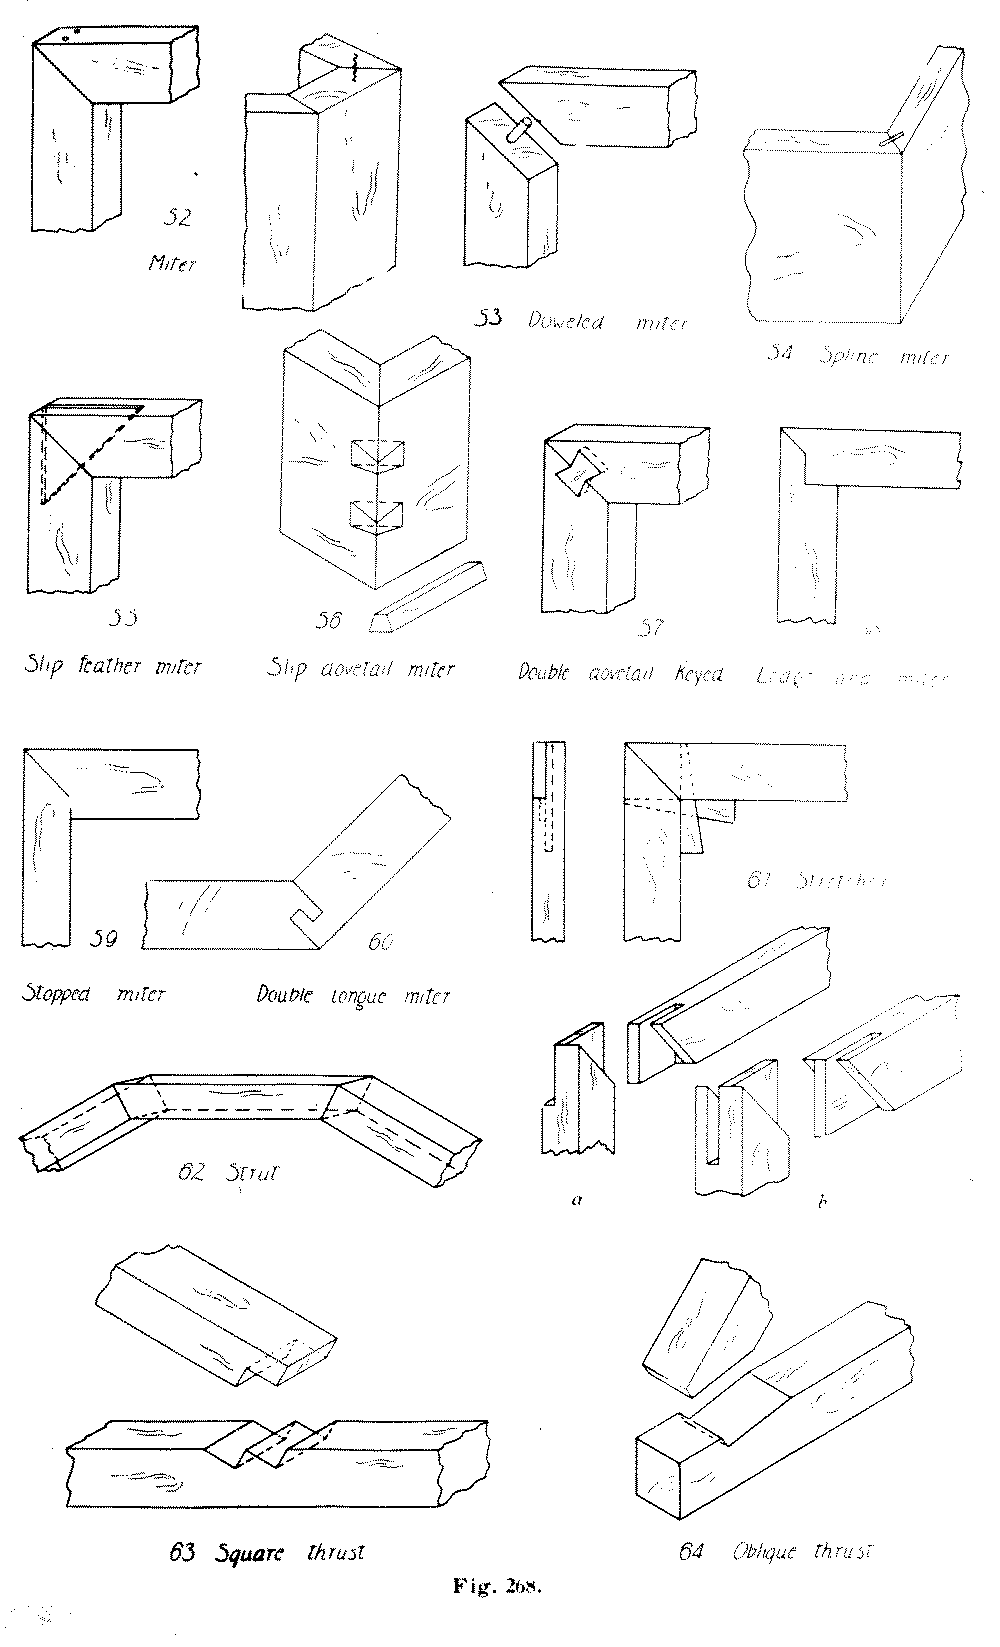 52
Miter
53 Doweled miter
54 Spline miter
55
Slip feather miter
56
Slip dovetail miter
57
Double dovetail Keyed
and miter
59
Stopped miter
60
Double tongue miter
61 Stretcher
62 Strut
a
b
63 Square thrust
64 Oblique thrust
Fig. 268.